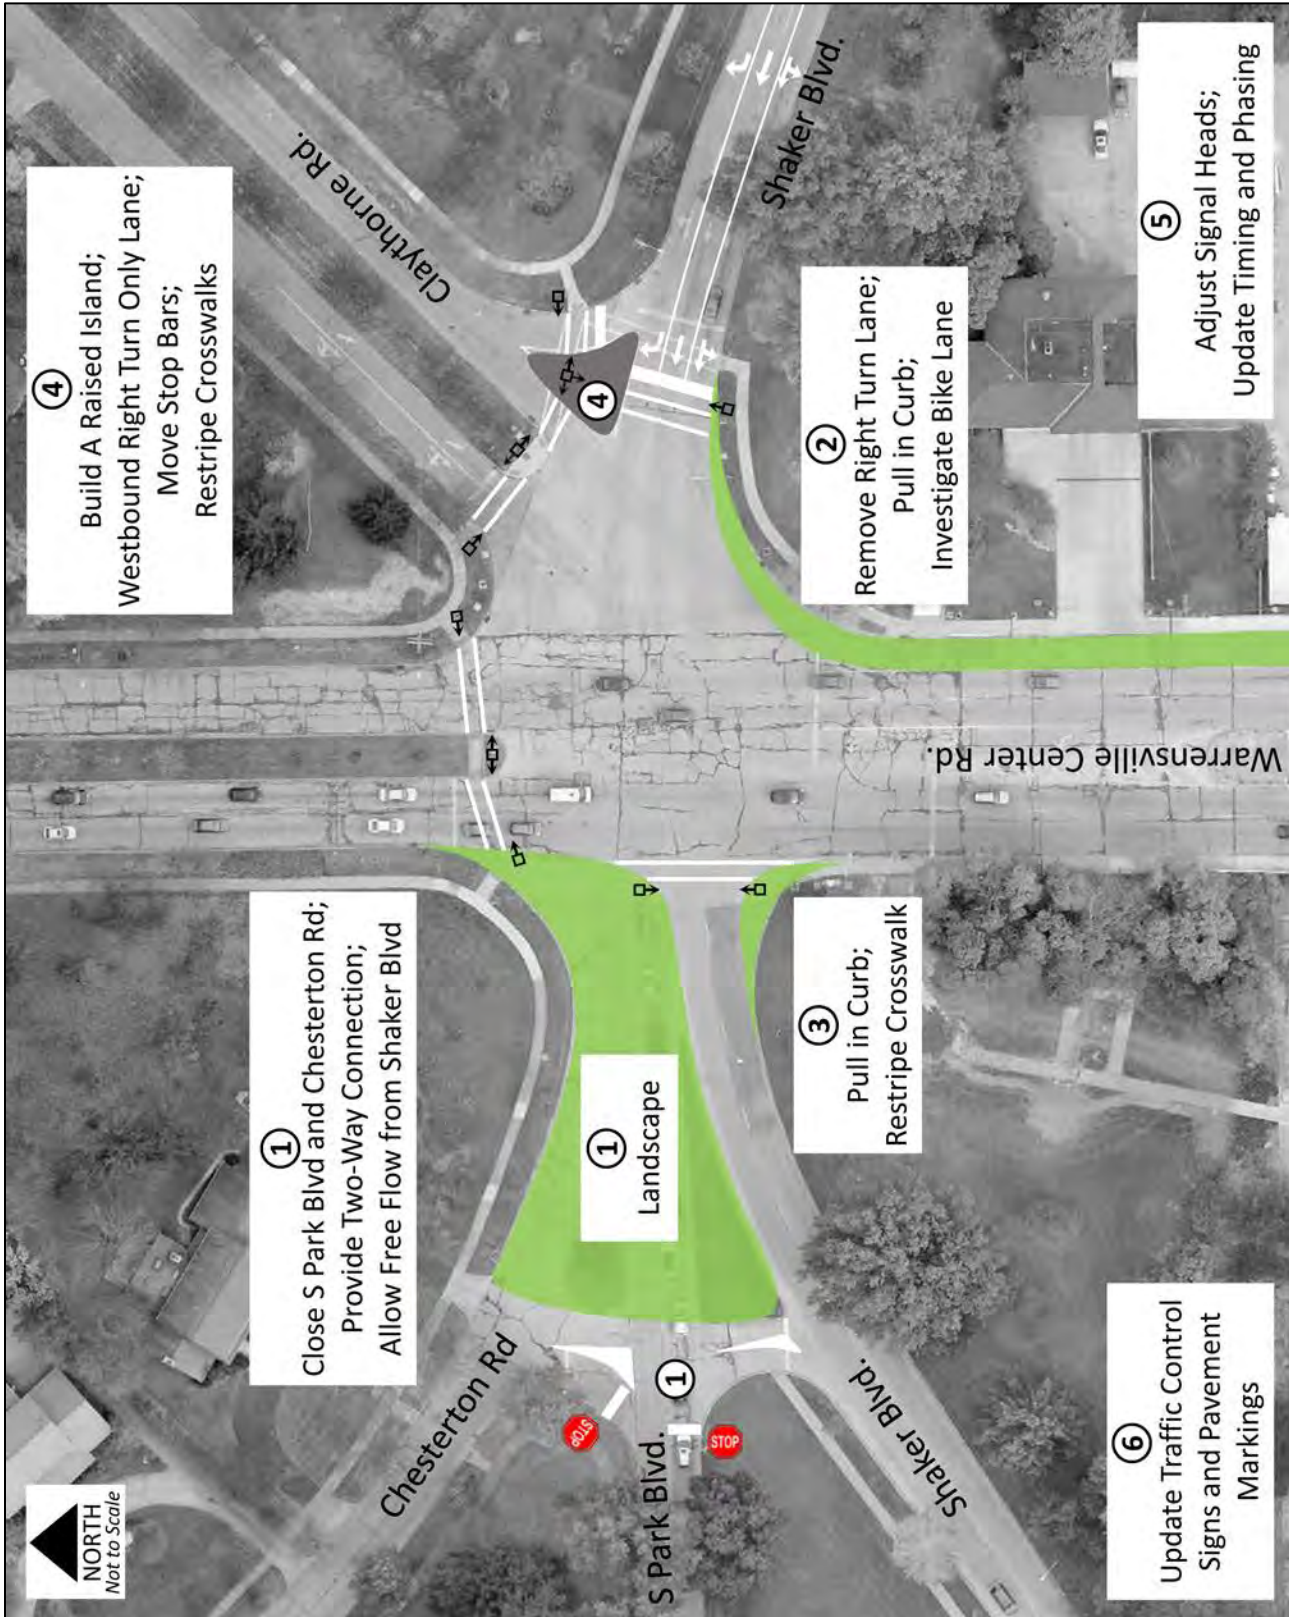 NORTH
Not to Scale
①
Close S Park Blvd and Chesterton Rd;
Provide Two-Way Connection;
Allow Free Flow from Shaker Blvd
④
Build A Raised Island;
Westbound Right Turn Only Lane;
Move Stop Bars;
Restripe Crosswalks
Chesterton Rd
Claythorne Rd.
STOP
S Park Blvd.
①
STOP
①
Landscape
④
Shaker Blvd.
Shaker Blvd.
③
Pull in Curb;
Restripe Crosswalk
Warrensville Center Rd.
②
Remove Right Turn Lane;
Pull in Curb;
Investigate Bike Lane
⑥
Update Traffic Control
Signs and Pavement
Markings
⑤
Adjust Signal Heads;
Update Timing and Phasing